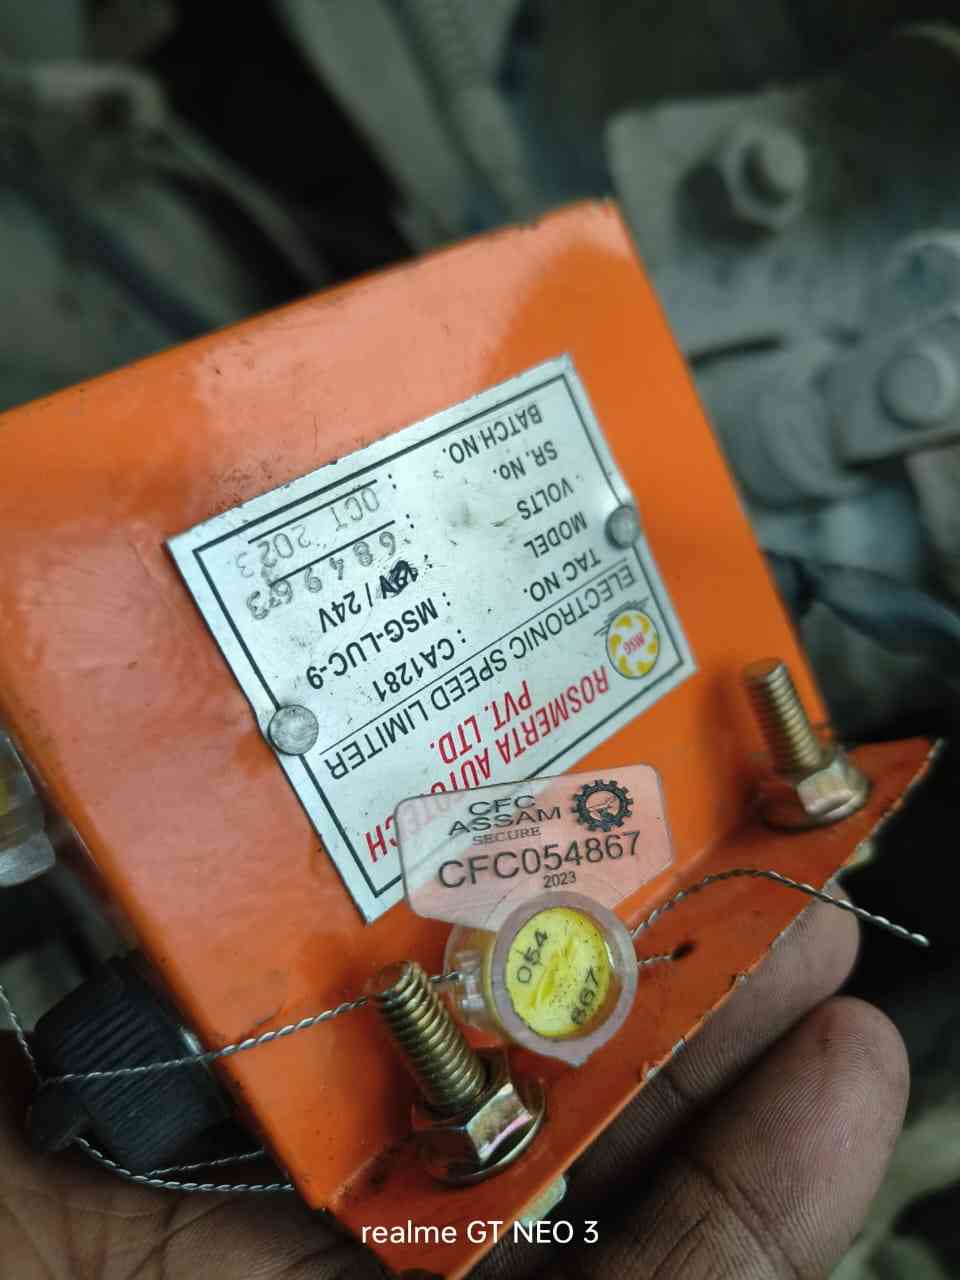 MSG
ROSMERTA AUTOTECH
PVT. LTD.
ELECTRONIC SPEED LIMITER
TAC NO. : CA1281
MODEL : MSG-LUC-9
VOLTS : 12V / 24V
SR. No. :
BATCH NO. : OCT 2023
CFC
ASSAM
SECURE
CFC054867
2023
054
867
realme GT NEO 3